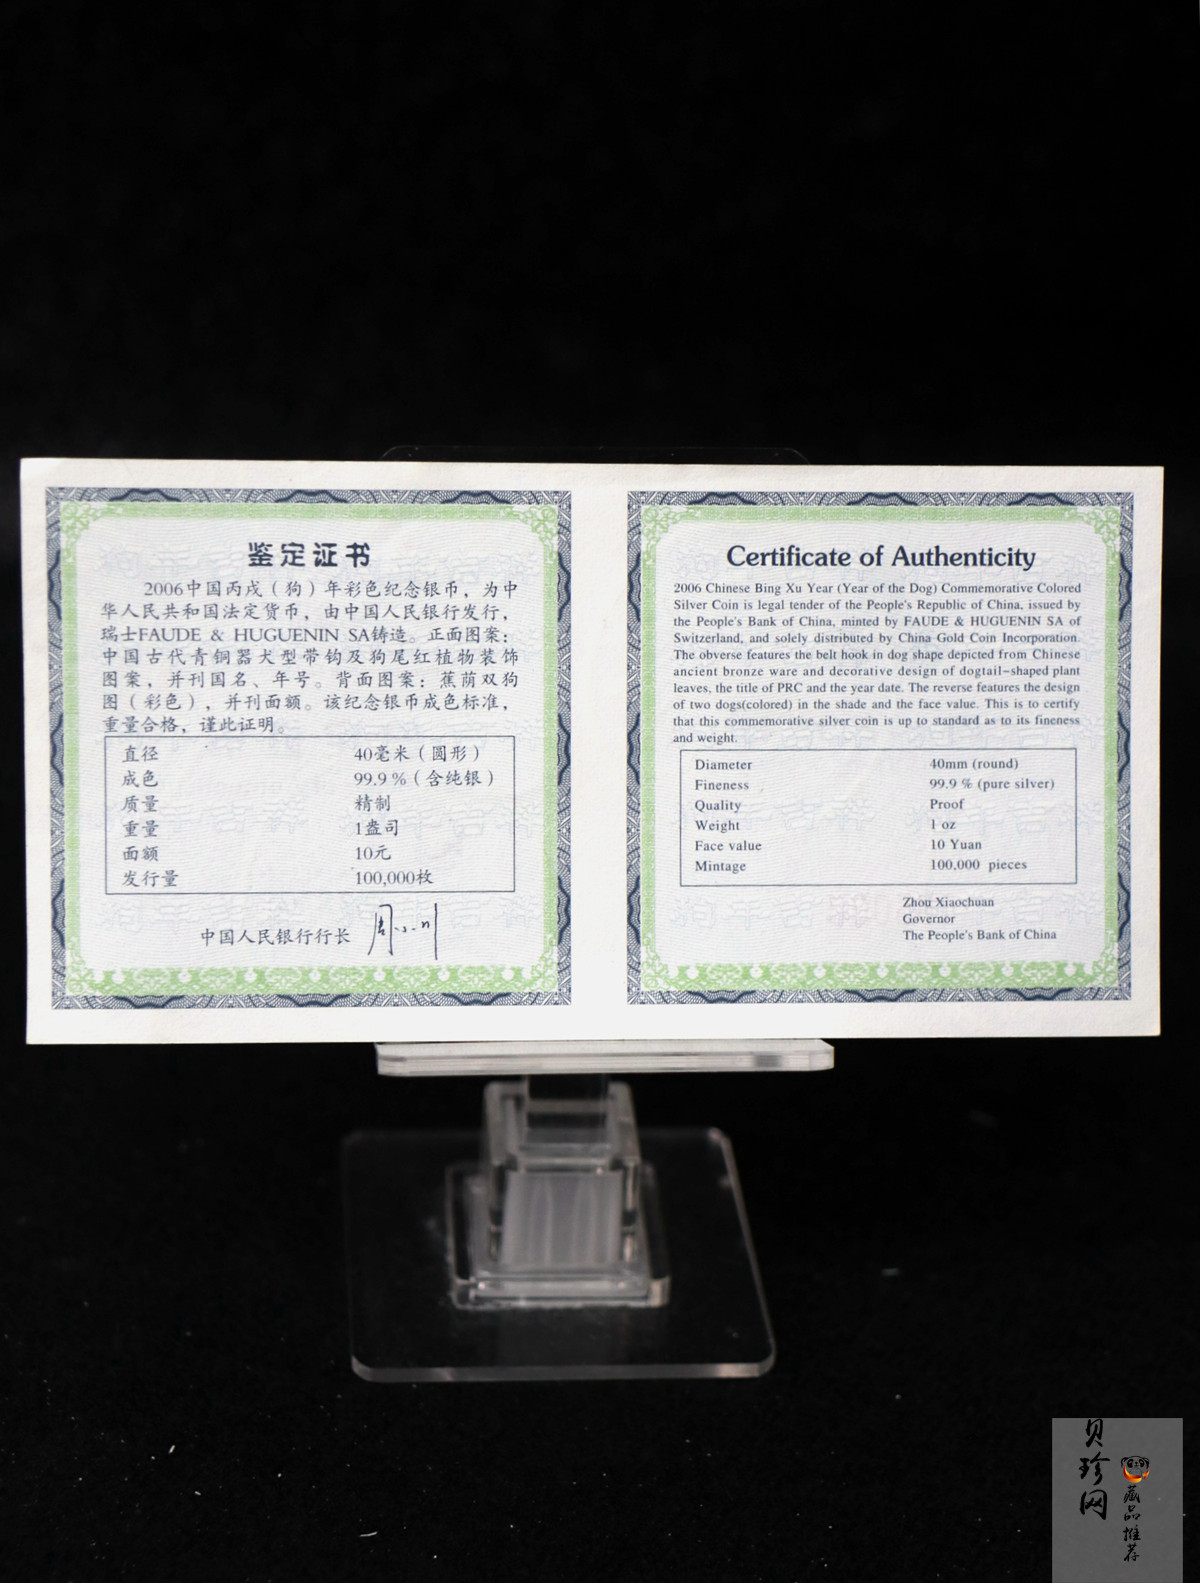 鉴定证书
2006中国丙戌（狗）年彩色纪念银币，为中
华人民共和国法定货币，由中国人民银行发行，
瑞士FAUDE & HUGUENIN SA铸造。正面图案：
中国古代青铜器犬型带钩及狗尾红植物装饰
图案，并刊国名、年号。背面图案：蕉荫双狗
图（彩色），并刊面额。该纪念银币成色标准，
重量合格，谨此证明。
直径 40毫米（圆形）
成色 99.9%（含纯银）
质量 精制
重量 1盎司
面额 10元
发行量 100,000枚
中国人民银行行长 周小川
Certificate of Authenticity
2006 Chinese Bing Xu Year (Year of the Dog) Commemorative Colored
Silver Coin is legal tender of the People's Republic of China, issued by
the People's Bank of China, minted by FAUDE & HUGUENIN SA of
Switzerland, and solely distributed by China Gold Coin Incorporation.
The obverse features the belt hook in dog shape depicted from Chinese
ancient bronze ware and decorative design of dogtail-shaped plant
leaves, the title of PRC and the year date. The reverse features the design
of two dogs(colored) in the shade and the face value. This is to certify
that this commemorative silver coin is up to standard as to its fineness
and weight.
Diameter 40mm (round)
Fineness 99.9 % (pure silver)
Quality Proof
Weight 1 oz
Face value 10 Yuan
Mintage 100,000 pieces
Zhou Xiaochuan
Governor
The People's Bank of China
贝珍网
藏品推荐